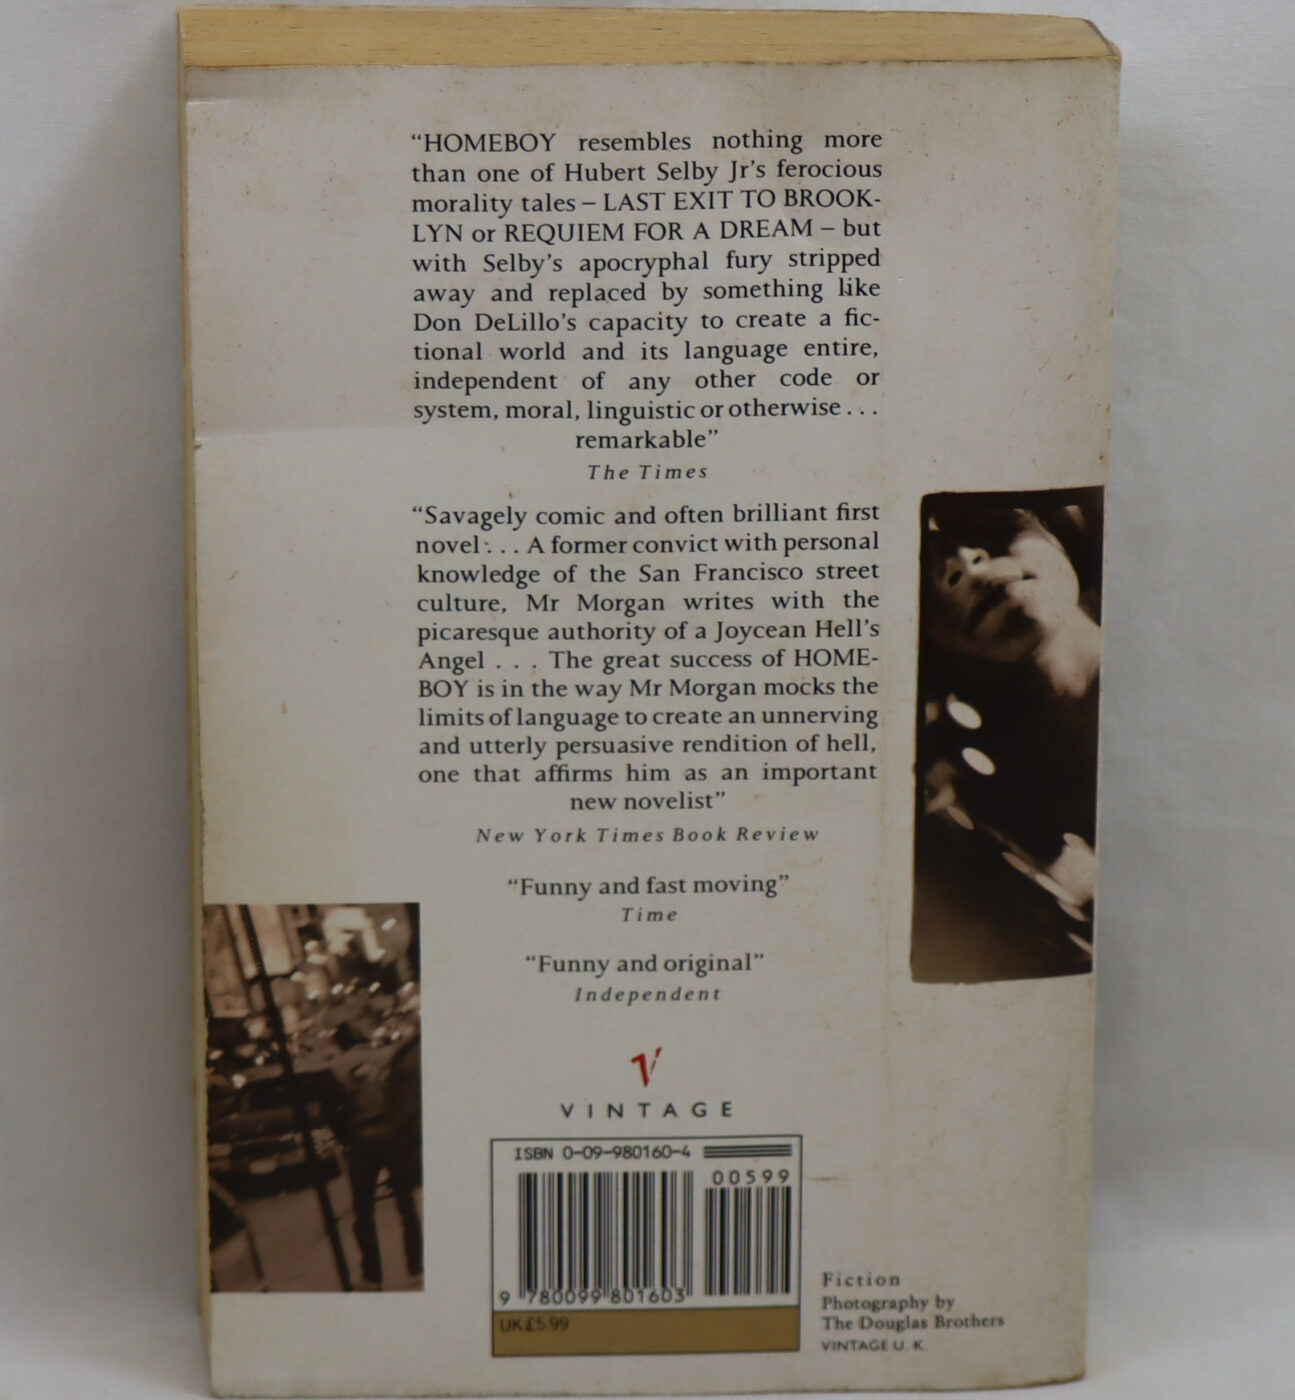 “HOMEBOY resembles nothing more
than one of Hubert Selby Jr’s ferocious
morality tales – LAST EXIT TO BROOK-
LYN or REQUIEM FOR A DREAM – but
with Selby’s apocryphal fury stripped
away and replaced by something like
Don DeLillo’s capacity to create a fic-
tional world and its language entire,
independent of any other code or
system, moral, linguistic or otherwise . . .
remarkable”
The Times
“Savagely comic and often brilliant first
novel . . . A former convict with personal
knowledge of the San Francisco street
culture, Mr Morgan writes with the
picaresque authority of a Joycean Hell’s
Angel . . . The great success of HOME-
BOY is in the way Mr Morgan mocks the
limits of language to create an unnerving
and utterly persuasive rendition of hell,
one that affirms him as an important
new novelist”
New York Times Book Review
“Funny and fast moving”
Time
“Funny and original”
Independent
V
VINTAGE
ISBN 0-09-980160-4
00599
9 780099 801603
UK£5.99
Fiction
Photography by
The Douglas Brothers
VINTAGE U. K.